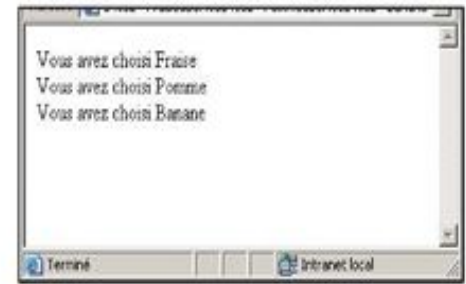 Vous avez choisi Fraise
Vous avez choisi Pomme
Vous avez choisi Banane
Terminé
Intranet local